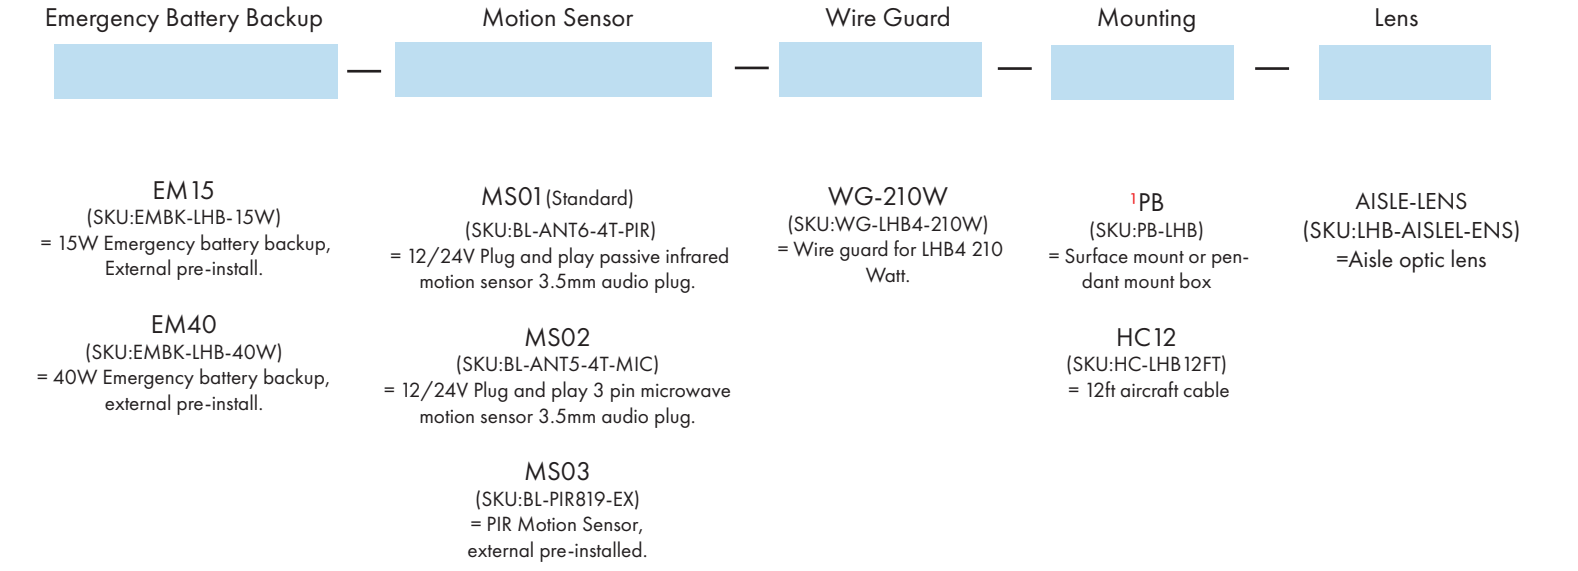 Emergency Battery Backup
Motion Sensor
Wire Guard
Mounting
Lens
— — — —
EM15
(SKU:EMBK-LHB-15W)
= 15W Emergency battery backup,
External pre-install.
EM40
(SKU:EMBK-LHB-40W)
= 40W Emergency battery backup,
external pre-install.
MS01(Standard)
(SKU:BL-ANT6-4T-PIR)
= 12/24V Plug and play passive infrared
motion sensor 3.5mm audio plug.
MS02
(SKU:BL-ANT5-4T-MIC)
= 12/24V Plug and play 3 pin microwave
motion sensor 3.5mm audio plug.
MS03
(SKU:BL-PIR819-EX)
= PIR Motion Sensor,
external pre-installed.
WG-210W
(SKU:WG-LHB4-210W)
= Wire guard for LHB4 210
Watt.
¹PB
(SKU:PB-LHB)
= Surface mount or pen-
dant mount box
HC12
(SKU:HC-LHB12FT)
= 12ft aircraft cable
AISLE-LENS
(SKU:LHB-AISLEL-ENS)
=Aisle optic lens